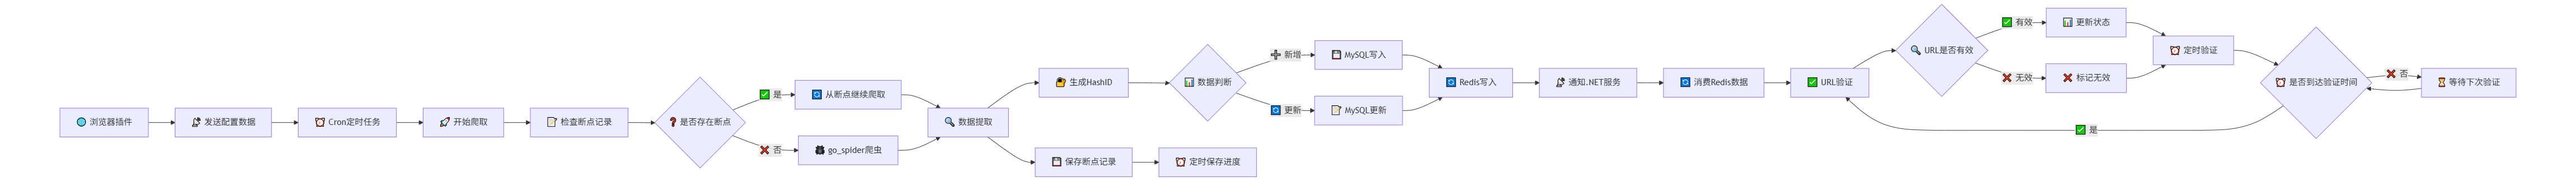 🌐 浏览器插件
📡 发送配置数据
⏰ Cron定时任务
🚀 开始爬取
📝 检查断点记录
❓ 是否存在断点
✅ 是
🔄 从断点继续爬取
❌ 否
🕷 go_spider爬虫
🔍 数据提取
🔐 生成HashID
💾 保存断点记录
⏰ 定时保存进度
📊 数据判断
➕ 新增
💾 MySQL写入
🔄 更新
📝 MySQL更新
🔄 Redis写入
📡 通知.NET服务
🔄 消费Redis数据
✅ URL验证
🔍 URL是否有效
✅ 有效
📊 更新状态
❌ 无效
❌ 标记无效
⏰ 定时验证
⏰ 是否到达验证时间
❌ 否
⏳ 等待下次验证
✅ 是